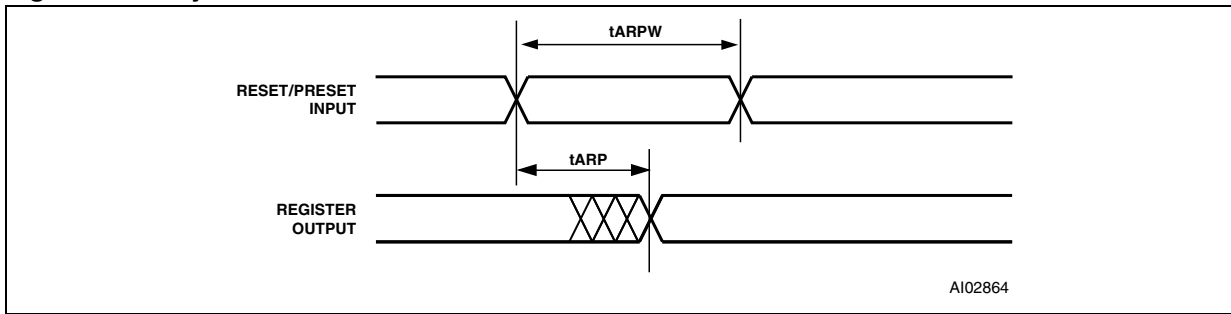 tARPW
RESET/PRESET
INPUT
tARP
REGISTER
OUTPUT
AI02864